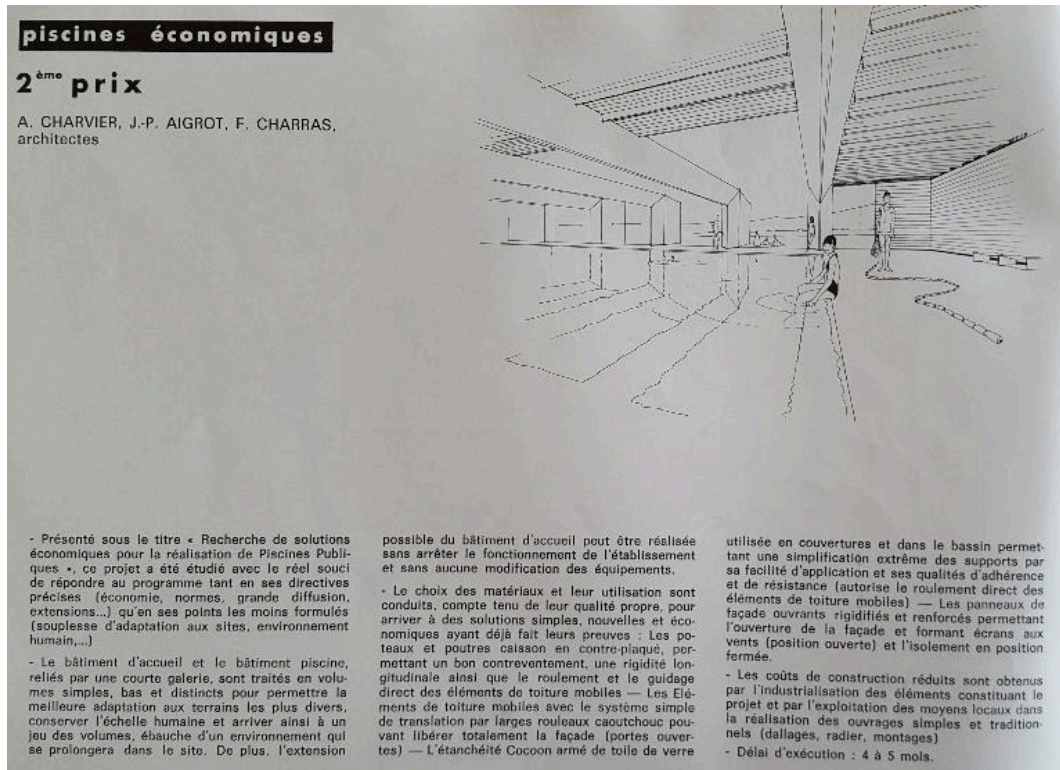 piscines économiques
2ème prix
A. CHARVIER, J.-P. AIGROT, F. CHARRAS,
architectes
- Présenté sous le titre « Recherche de solutions
économiques pour la réalisation de Piscines Publi-
ques », ce projet a été étudié avec le réel souci
de répondre au programme tant en ses directives
précises (économie, normes, grande diffusion,
extensions...) qu'en ses points les moins formulés
(souplesse d'adaptation aux sites, environnement
humain,...)
- Le bâtiment d'accueil et le bâtiment piscine,
reliés par une courte galerie, sont traités en volu-
mes simples, bas et distincts pour permettre la
meilleure adaptation aux terrains les plus divers,
conserver l'échelle humaine et arriver ainsi à un
jeu des volumes, ébauche d'un environnement qui
se prolongera dans le site. De plus, l'extension
possible du bâtiment d'accueil peut être réalisée
sans arrêter le fonctionnement de l'établissement
et sans aucune modification des équipements.
- Le choix des matériaux et leur utilisation sont
conduits, compte tenu de leur qualité propre, pour
arriver à des solutions simples, nouvelles et éco-
nomiques ayant déjà fait leurs preuves : Les po-
teaux et poutres caisson en contre-plaqué, per-
mettant un bon contreventement, une rigidité lon-
gitudinale ainsi que le roulement et le guidage
direct des éléments de toiture mobiles — Les Elé-
ments de toiture mobiles avec le système simple
de translation par larges rouleaux caoutchouc pou-
vant libérer totalement la façade (portes ouver-
tes) — L'étanchéité Cocoon armé de toile de verre
utilisée en couvertures et dans le bassin permet-
tant une simplification extrême des supports par
sa facilité d'application et ses qualités d'adhérence
et de résistance (autorise le roulement direct des
éléments de toiture mobiles) — Les panneaux de
façade ouvrants rigidifiés et renforcés permettant
l'ouverture de la façade et formant écrans aux
vents (position ouverte) et l'isolement en position
fermée.
- Les coûts de construction réduits sont obtenus
par l'industrialisation des éléments constituant le
projet et par l'exploitation des moyens locaux dans
la réalisation des ouvrages simples et tradition-
nels (dallages, radier, montages)
- Délai d'exécution : 4 à 5 mois.